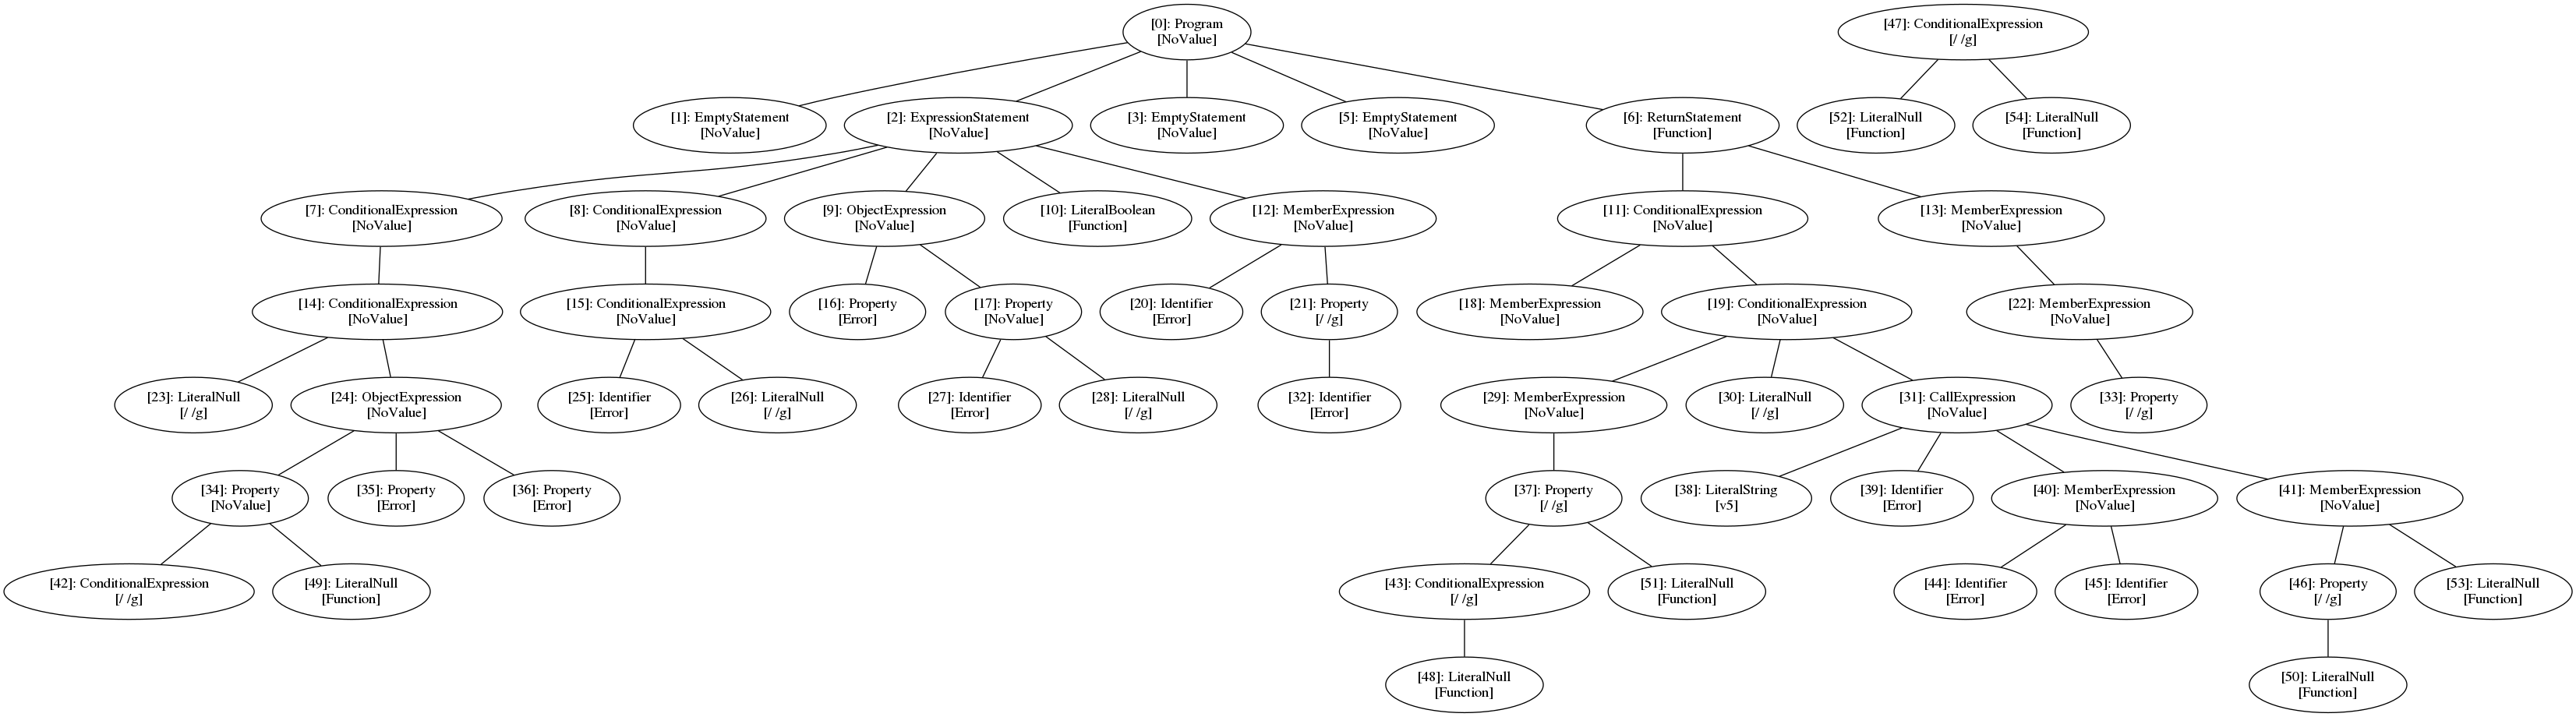 [0]: Program
[NoValue]
[47]: ConditionalExpression
[/ /g]
[1]: EmptyStatement
[NoValue]
[2]: ExpressionStatement
[NoValue]
[3]: EmptyStatement
[NoValue]
[5]: EmptyStatement
[NoValue]
[6]: ReturnStatement
[Function]
[52]: LiteralNull
[Function]
[54]: LiteralNull
[Function]
[7]: ConditionalExpression
[NoValue]
[8]: ConditionalExpression
[NoValue]
[9]: ObjectExpression
[NoValue]
[10]: LiteralBoolean
[Function]
[12]: MemberExpression
[NoValue]
[11]: ConditionalExpression
[NoValue]
[13]: MemberExpression
[NoValue]
[14]: ConditionalExpression
[NoValue]
[15]: ConditionalExpression
[NoValue]
[16]: Property
[Error]
[17]: Property
[NoValue]
[20]: Identifier
[Error]
[21]: Property
[/ /g]
[18]: MemberExpression
[NoValue]
[19]: ConditionalExpression
[NoValue]
[22]: MemberExpression
[NoValue]
[23]: LiteralNull
[/ /g]
[24]: ObjectExpression
[NoValue]
[25]: Identifier
[Error]
[26]: LiteralNull
[/ /g]
[27]: Identifier
[Error]
[28]: LiteralNull
[/ /g]
[32]: Identifier
[Error]
[29]: MemberExpression
[NoValue]
[30]: LiteralNull
[/ /g]
[31]: CallExpression
[NoValue]
[33]: Property
[/ /g]
[34]: Property
[NoValue]
[35]: Property
[Error]
[36]: Property
[Error]
[37]: Property
[/ /g]
[38]: LiteralString
[v5]
[39]: Identifier
[Error]
[40]: MemberExpression
[NoValue]
[41]: MemberExpression
[NoValue]
[42]: ConditionalExpression
[/ /g]
[49]: LiteralNull
[Function]
[43]: ConditionalExpression
[/ /g]
[51]: LiteralNull
[Function]
[44]: Identifier
[Error]
[45]: Identifier
[Error]
[46]: Property
[/ /g]
[53]: LiteralNull
[Function]
[48]: LiteralNull
[Function]
[50]: LiteralNull
[Function]